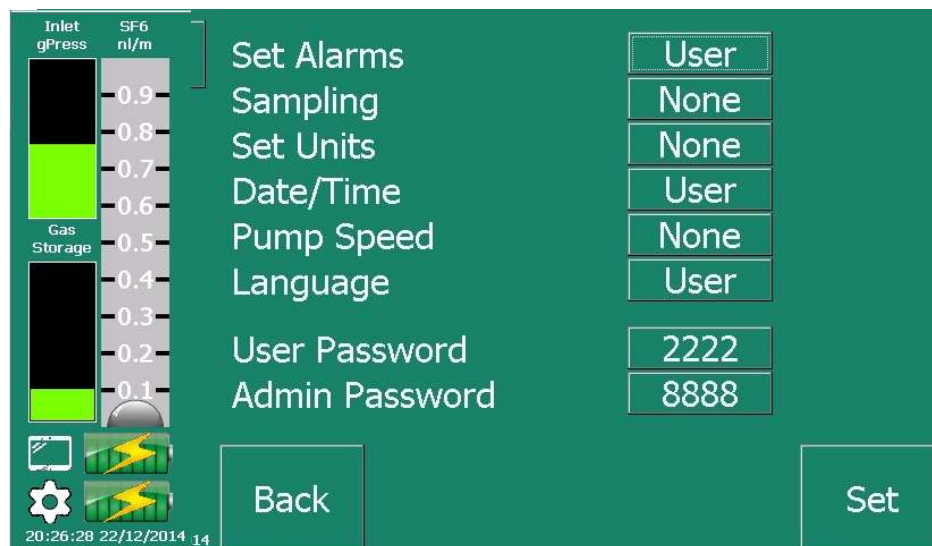 Inlet gPress
SF6 nl/m
0.9
0.8
0.7
0.6
0.5
0.4
0.3
0.2
0.1
Gas Storage
Set Alarms User
Sampling None
Set Units None
Date/Time User
Pump Speed None
Language User
User Password 2222
Admin Password 8888
Back
Set
20:26:28 22/12/2014 14